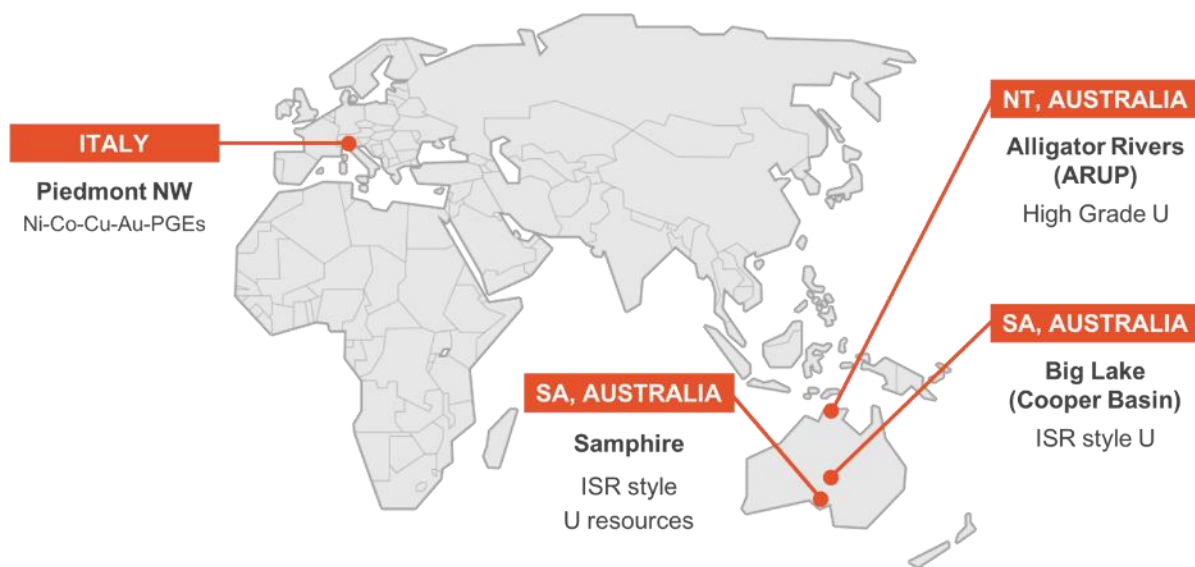 ITALY
Piedmont NW
Ni-Co-Cu-Au-PGEs
NT, AUSTRALIA
Alligator Rivers
(ARUP)
High Grade U
SA, AUSTRALIA
Big Lake
(Cooper Basin)
ISR style U
SA, AUSTRALIA
Samphire
ISR style
U resources